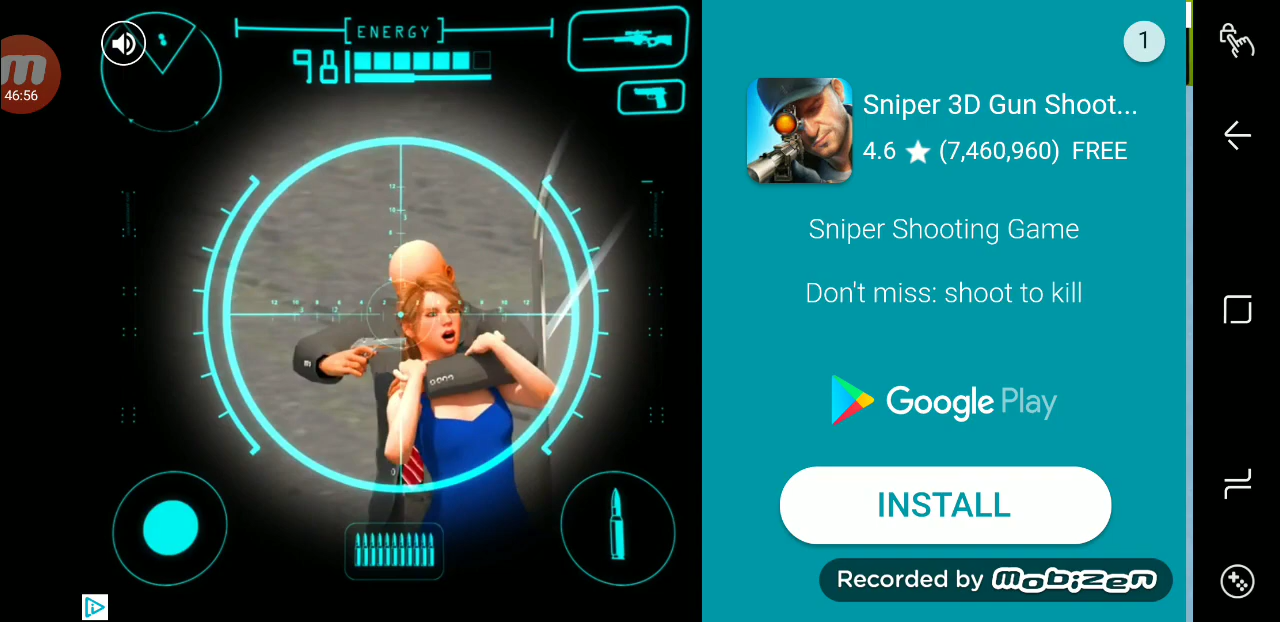 46:56
ENERGY
98
1
Sniper 3D Gun Shoot...
4.6 ★ (7,460,960) FREE
Sniper Shooting Game
Don't miss: shoot to kill
Google Play
INSTALL
Recorded by mobizen